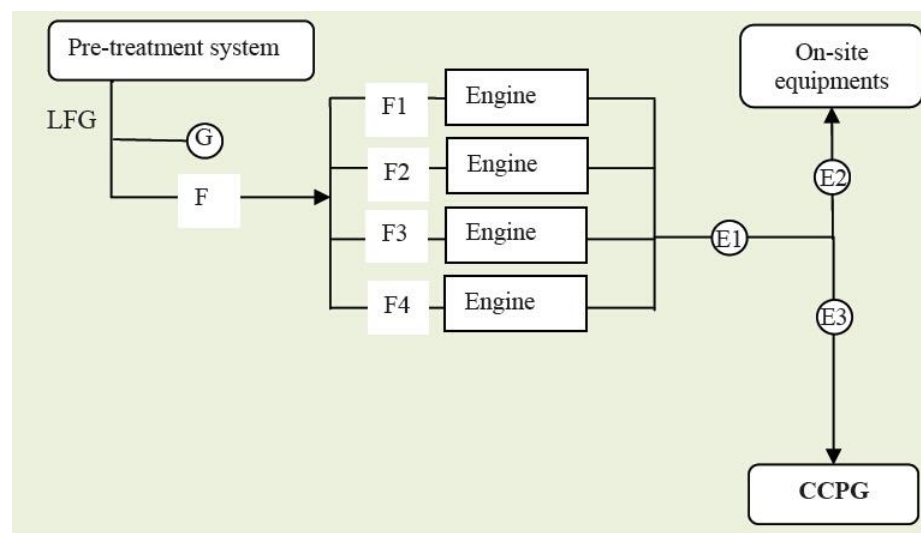 Pre-treatment system
On-site
equipments
LFG
G
F
F1
Engine
F2
Engine
F3
Engine
F4
Engine
E1
E2
E3
CCPG